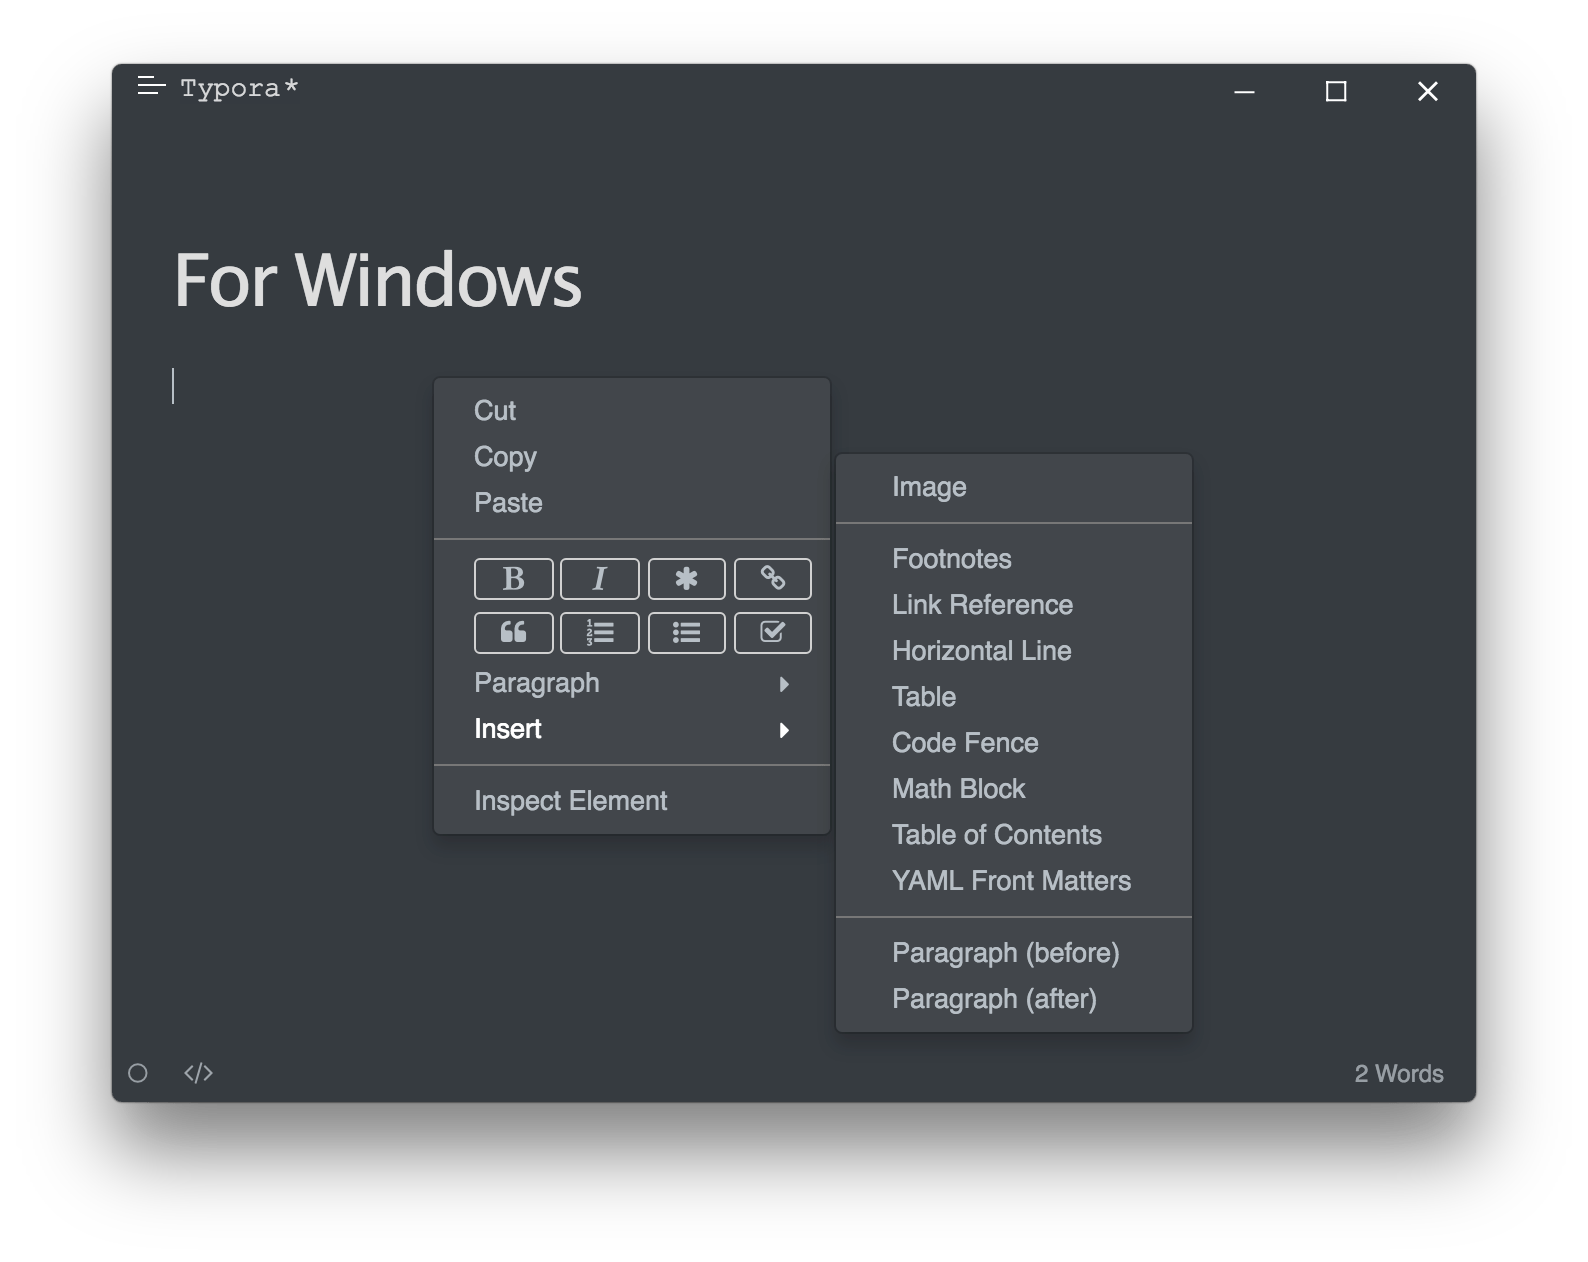 Typora*
For Windows
Cut
Copy
Paste
B I
Paragraph
Insert
Inspect Element
Image
Footnotes
Link Reference
Horizontal Line
Table
Code Fence
Math Block
Table of Contents
YAML Front Matters
Paragraph (before)
Paragraph (after)
</> 2 Words